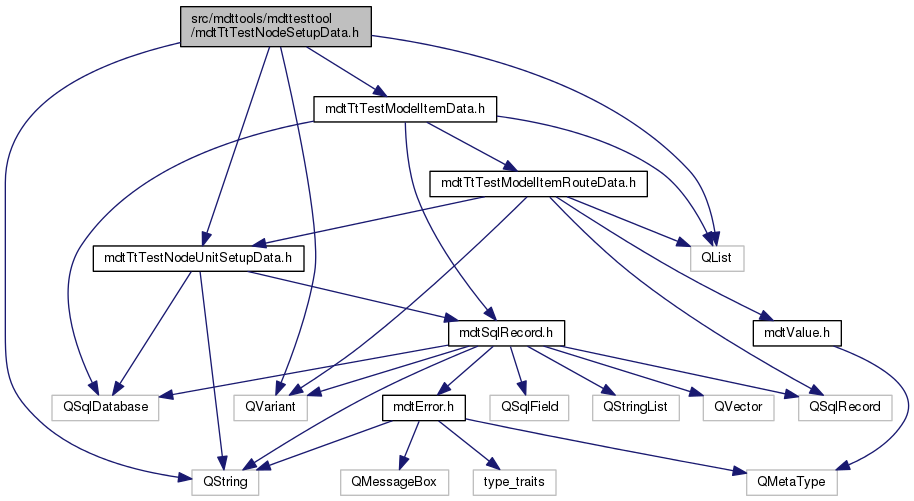 src/mdttools/mdttesttool
/mdtTtTestNodeSetupData.h
mdtTtTestModelItemData.h
mdtTtTestModelItemRouteData.h
mdtTtTestNodeUnitSetupData.h
QList
mdtSqlRecord.h
mdtValue.h
QSqlDatabase
QVariant
mdtError.h
QSqlField
QStringList
QVector
QSqlRecord
QString
QMessageBox
type_traits
QMetaType